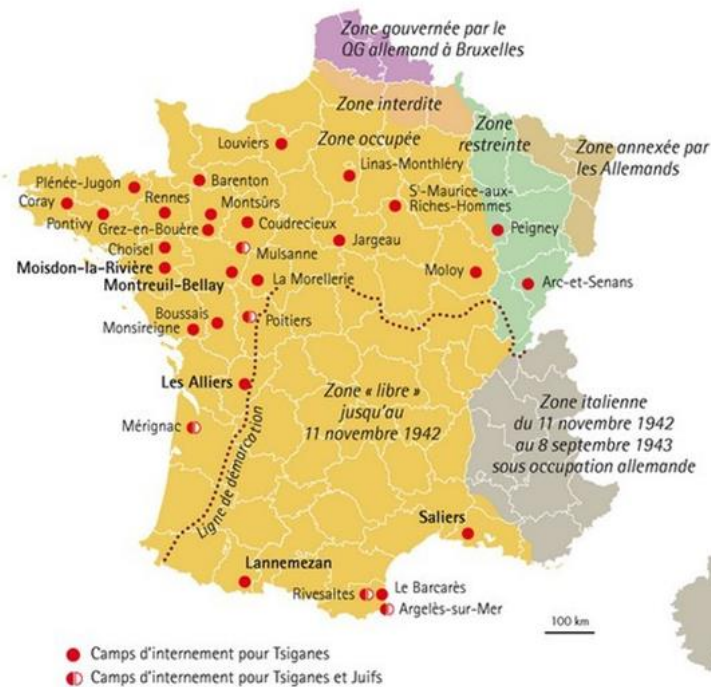 Zone gouvernée par le
QG allemand à Bruxelles
Zone interdite
Zone occupée
Zone
restreinte
Zone annexée par
les Allemands
Louviers
Linas-Monthléry
St-Maurice-aux-
Riches-Hommes
Plénée-Jugon
Barenton
Coray
Rennes
Montsûrs
Pontivy
Grez-en-Bouère
Coudrecieux
Peigney
Choisel
Mulsanne
Jargeau
Moisdon-la-Rivière
Montreuil-Bellay
La Morellerie
Moloy
Arc-et-Senans
Boussais
Monsireigne
Poitiers
Les Alliers
Zone « libre »
jusqu'au
11 novembre 1942
Zone italienne
du 11 novembre 1942
au 8 septembre 1943
sous occupation allemande
Mérignac
Ligne de démarcation
Saliers
Lannemezan
Rivesaltes
Le Barcarès
Argelès-sur-Mer
100 km
Camps d'internement pour Tsiganes
Camps d'internement pour Tsiganes et Juifs